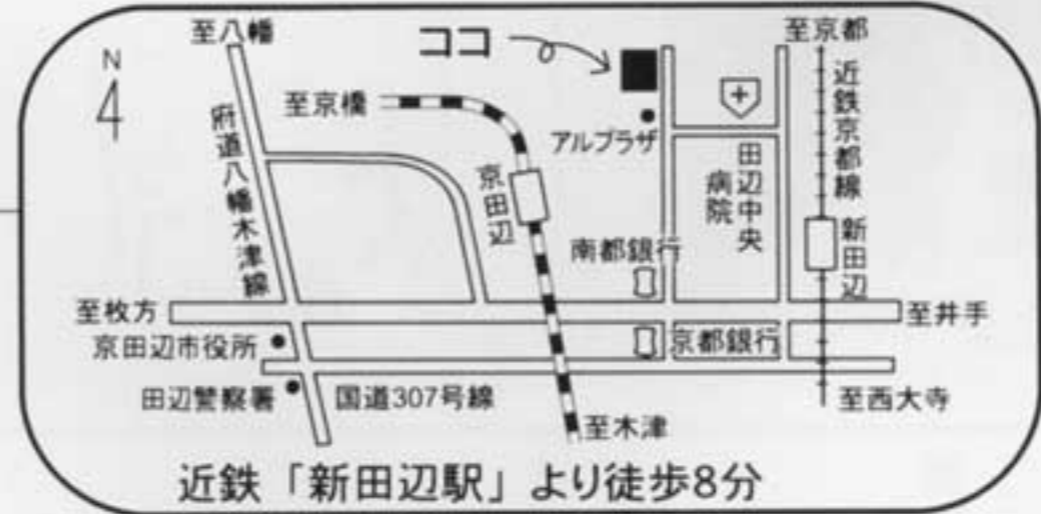 至八幡
ココ
至京都
N
至京橋
アルプラザ
近鉄京都線
府道八幡木津線
京田辺
田辺中央
病院
新田辺
南都銀行
至枚方
至井手
京田辺市役所
京都銀行
田辺警察署
国道307号線
至西大寺
至木津
近鉄「新田辺駅」より徒歩8分